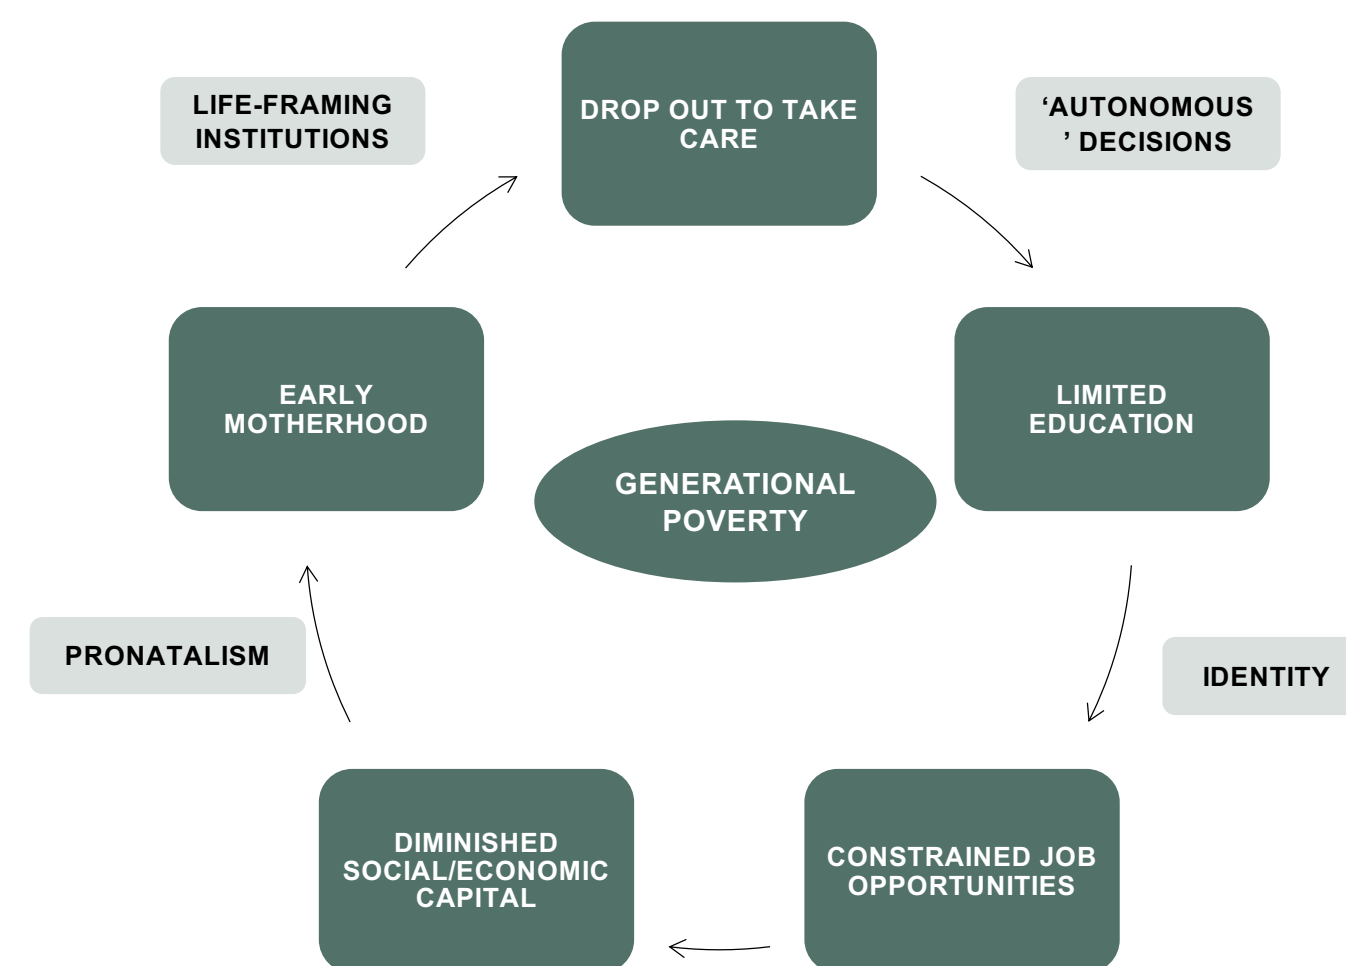 DROP OUT TO TAKE
CARE
LIFE-FRAMING
INSTITUTIONS
‘AUTONOMOUS
’ DECISIONS
EARLY
MOTHERHOOD
LIMITED
EDUCATION
GENERATIONAL
POVERTY
PRONATALISM
IDENTITY
DIMINISHED
SOCIAL/ECONOMIC
CAPITAL
CONSTRAINED JOB
OPPORTUNITIES